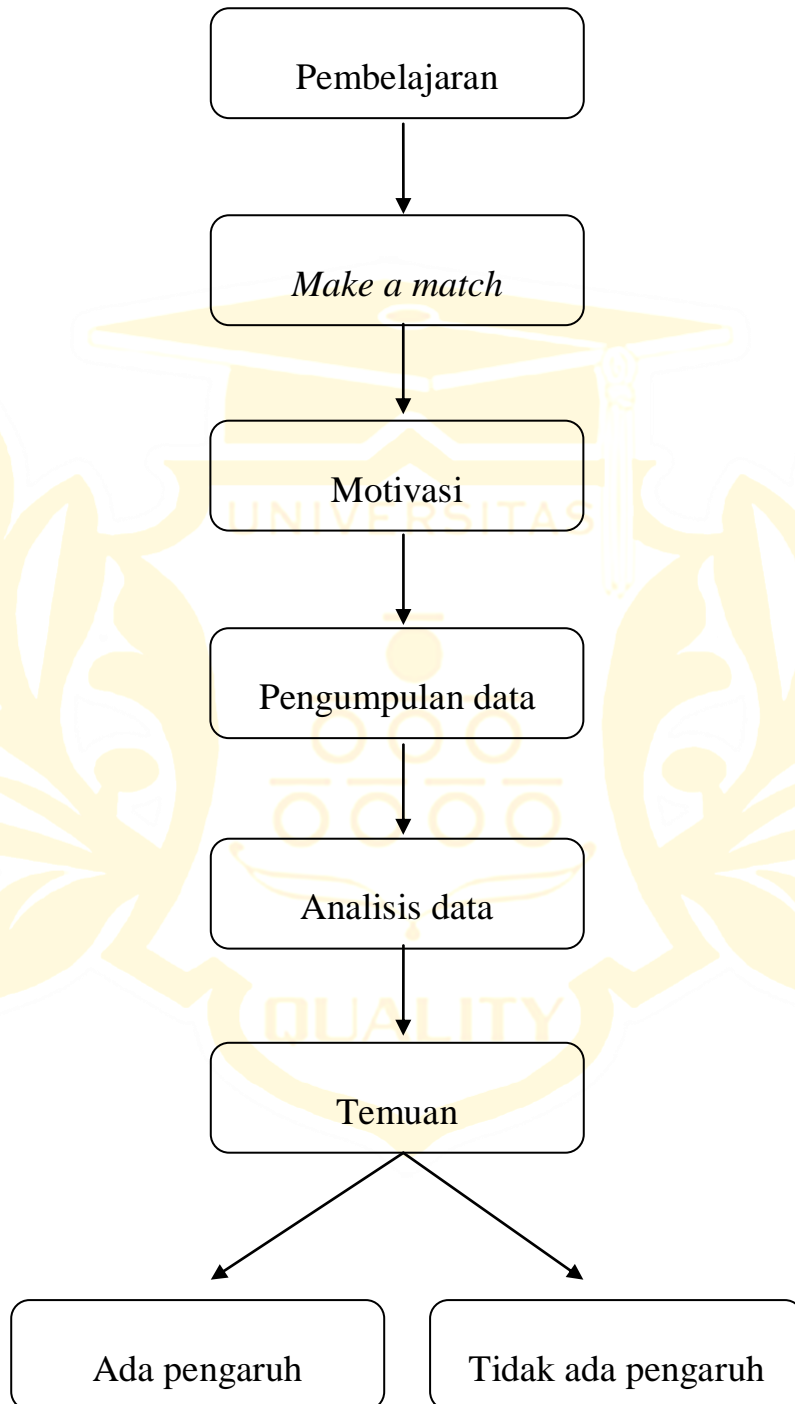 Pembelajaran
Make a match
Motivasi
UNIVERSITAS
Pengumpulan data
Analisis data
QUALITY
Temuan
Ada pengaruh
Tidak ada pengaruh